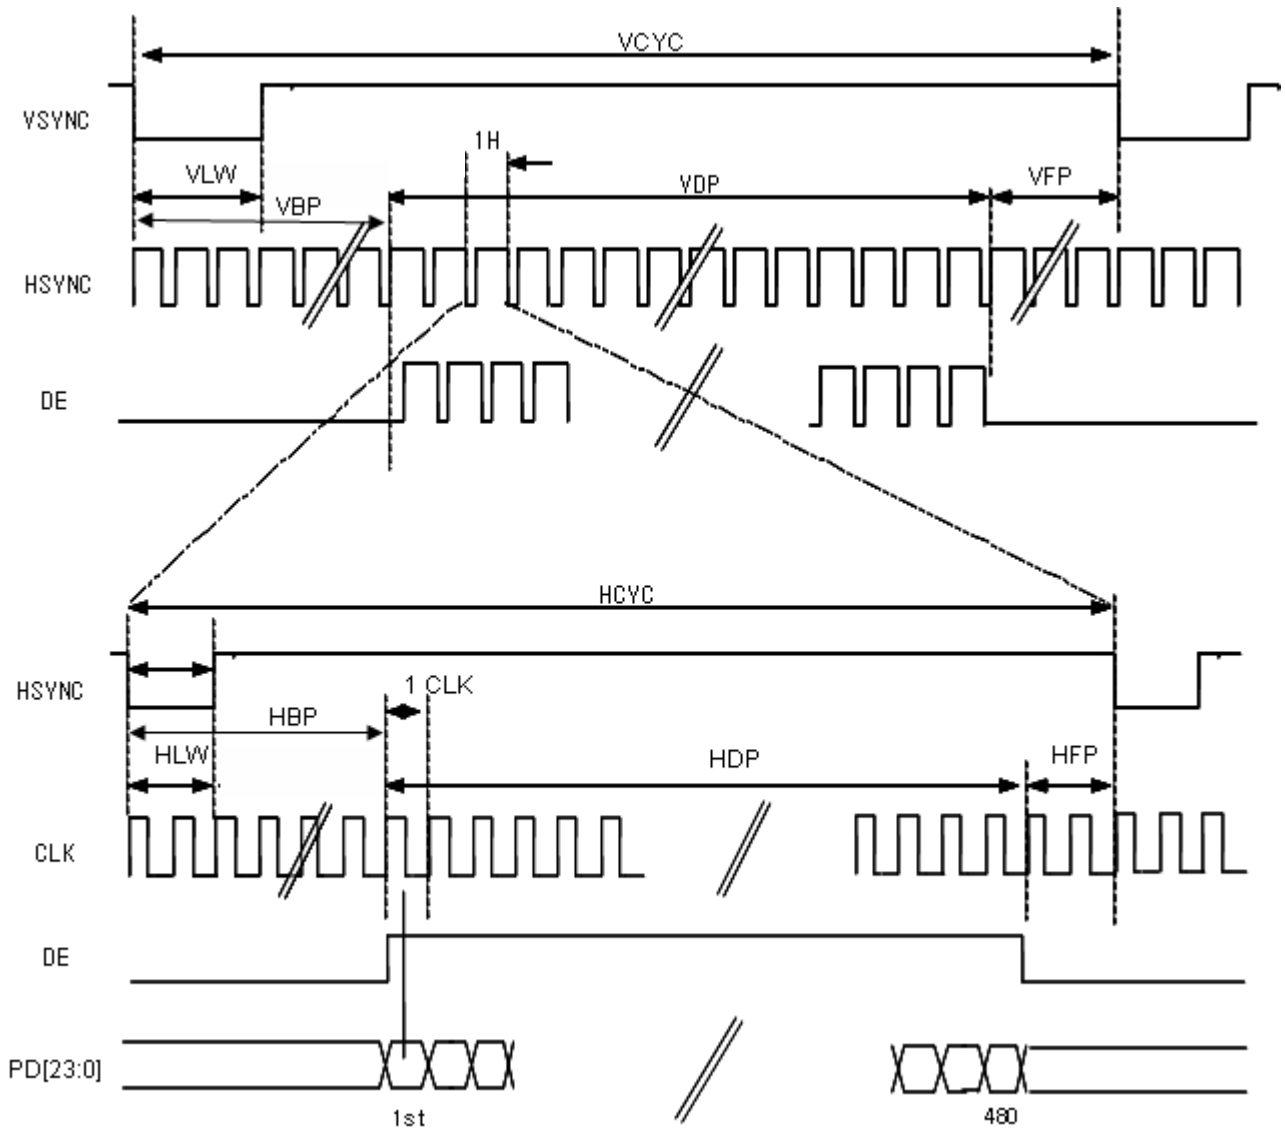 VCYC
VSYNC
1H
VLW
VDP
VFP
VBP
HSYNC
DE
HCYC
HSYNC
1 CLK
HBP
HLW
HDP
HFP
CLK
DE
PD[23:0]
1st
480